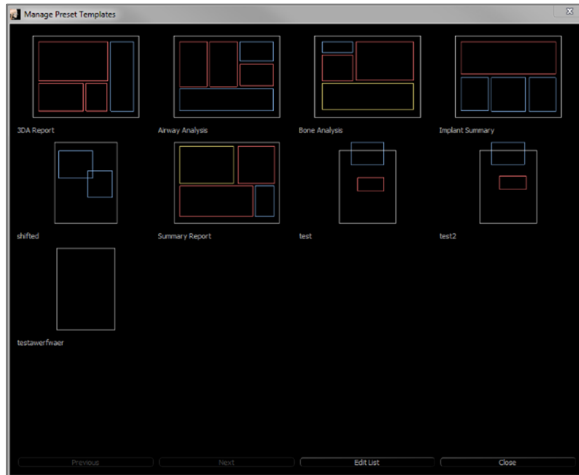 Manage Preset Templates
3DA Report
Airway Analysis
Bone Analysis
Implant Summary
shifted
Summary Report
test
test2
testawerfwaer
Previous
Next
Edit List
Close